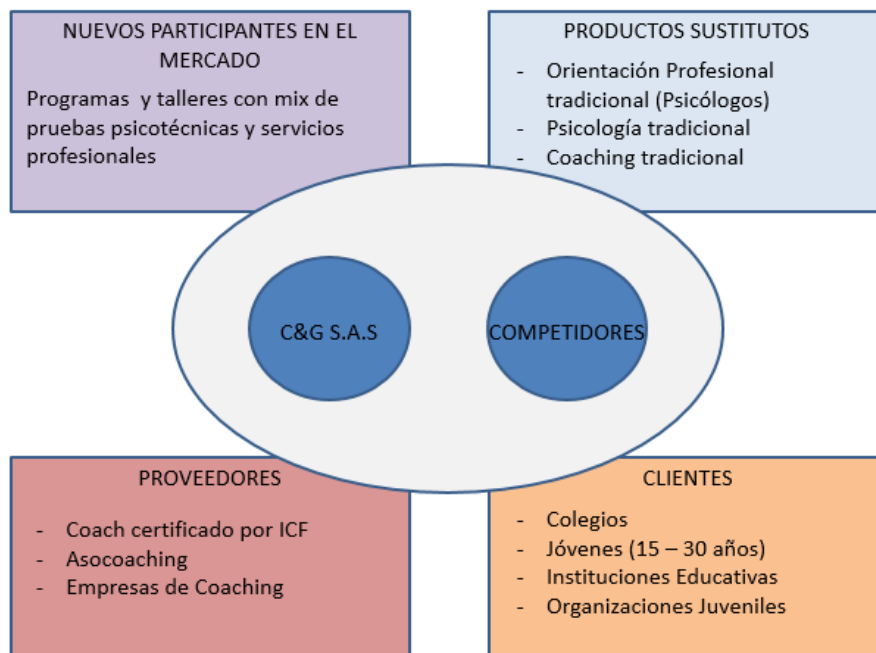 NUEVOS PARTICIPANTES EN EL
MERCADO
Programas y talleres con mix de
pruebas psicotécnicas y servicios
profesionales
PRODUCTOS SUSTITUTOS
- Orientación Profesional
tradicional (Psicólogos)
- Psicología tradicional
- Coaching tradicional
C&G S.A.S
COMPETIDORES
PROVEEDORES
- Coach certificado por ICF
- Asocoaching
- Empresas de Coaching
CLIENTES
- Colegios
- Jóvenes (15 – 30 años)
- Instituciones Educativas
- Organizaciones Juveniles